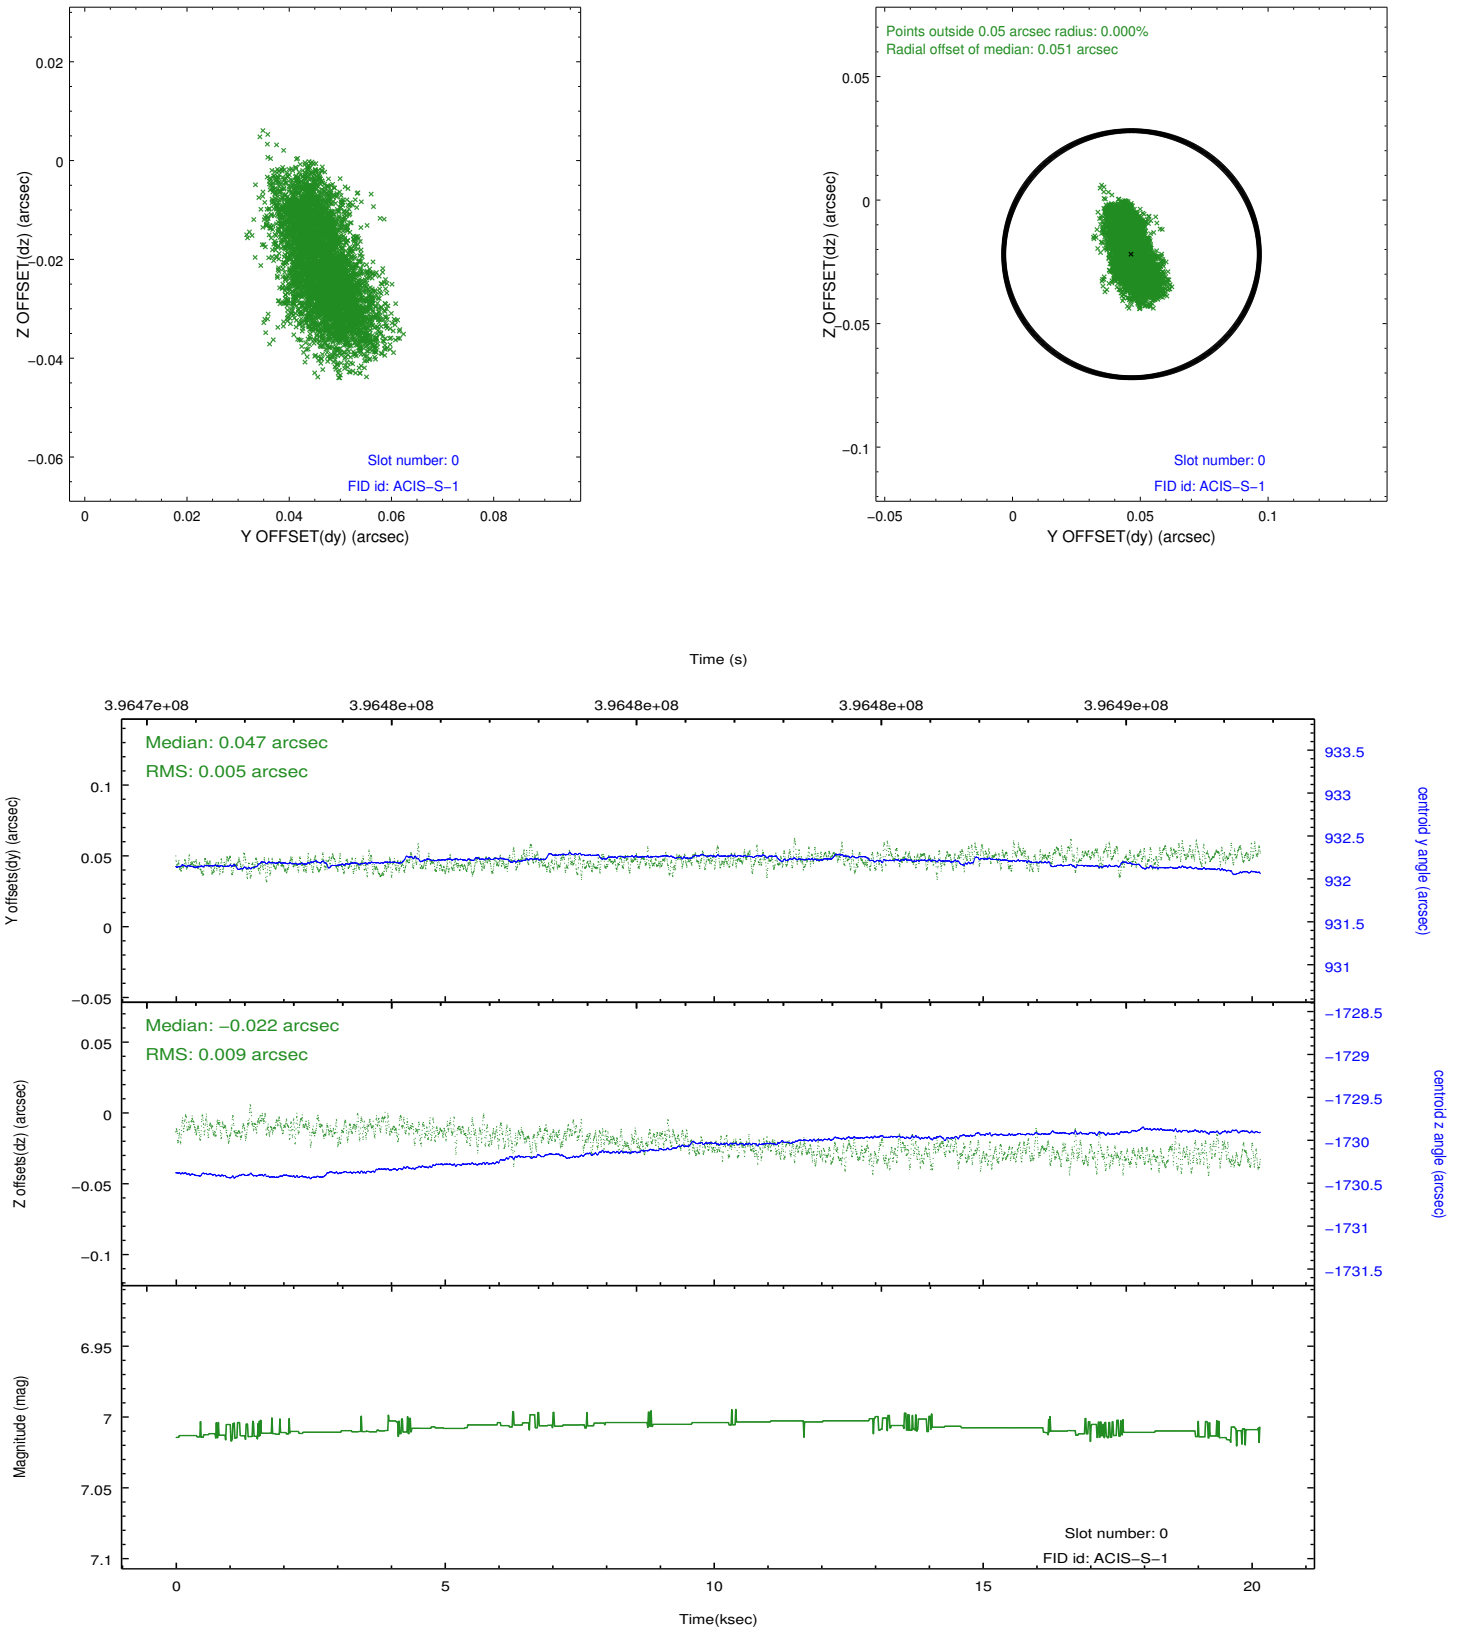 0.02
0
−0.02
−0.04
−0.06
Z OFFSET(dz) (arcsec)
Slot number: 0
FID id: ACIS−S−1
0
0.02
0.04
0.06
0.08
Y OFFSET(dy) (arcsec)
Points outside 0.05 arcsec radius: 0.000%
Radial offset of median: 0.051 arcsec
0.05
0
−0.05
−0.1
Z OFFSET(dz) (arcsec)
Slot number: 0
FID id: ACIS−S−1
−0.05
0
0.05
0.1
Y OFFSET(dy) (arcsec)
Time (s)
3.9647e+08
3.9648e+08
3.9648e+08
3.9648e+08
3.9649e+08
Median: 0.047 arcsec
RMS: 0.005 arcsec
0.1
0.05
0
−0.05
Y offsets(dy) (arcsec)
933.5
933
932.5
932
931.5
931
centroid y angle (arcsec)
Median: −0.022 arcsec
RMS: 0.009 arcsec
0.05
0
−0.05
−0.1
Z offsets(dz) (arcsec)
−1728.5
−1729
−1729.5
−1730
−1730.5
−1731
−1731.5
centroid z angle (arcsec)
6.95
7
7.05
7.1
Magnitude (mag)
Slot number: 0
FID id: ACIS−S−1
0
5
10
15
20
Time(ksec)